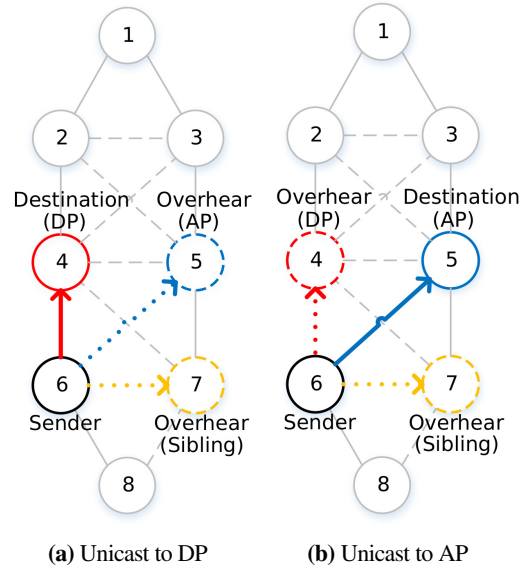 1
2
3
Destination
(DP)
Overhear
(AP)
4
5
6
7
Sender
Overhear
(Sibling)
8
(a) Unicast to DP
1
2
3
Overhear
(DP)
Destination
(AP)
4
5
6
7
Sender
Overhear
(Sibling)
8
(b) Unicast to AP